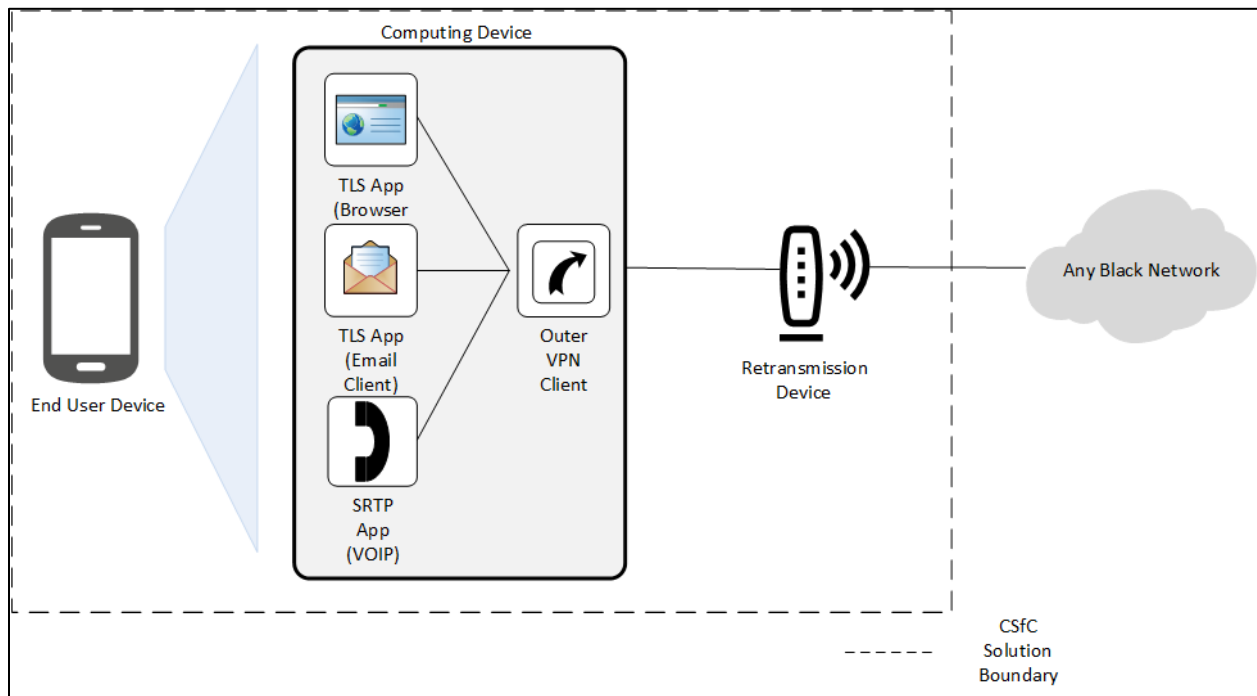 Computing Device
TLS App
(Browser
TLS App
(Email
Client)
SRTP
App
(VOIP)
Outer
VPN
Client
End User Device
Retransmission
Device
Any Black Network
CSfC
Solution
Boundary